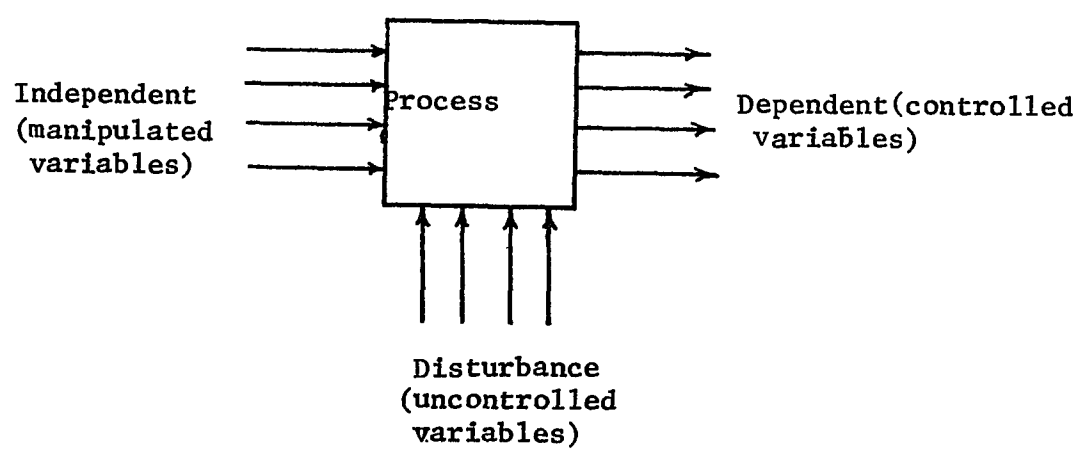 Independent
(manipulated
variables)
Process
Dependent(controlled
variables)
Disturbance
(uncontrolled
variables)